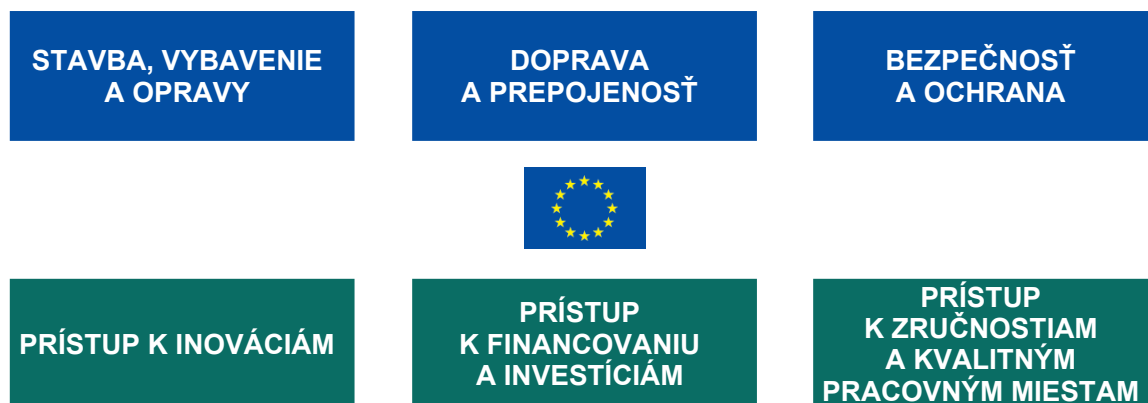 STAVBA, VYBAVENIE
A OPRAVY
DOPRAVA
A PREPOJENOSŤ
BEZPEČNOSŤ
A OCHRANA
PRÍSTUP K INOVÁCIÁM
PRÍSTUP
K FINANCOVANIU
A INVESTÍCIÁM
PRÍSTUP
K ZRUČNOSTIAM
A KVALITNÝM
PRACOVNÝM MIESTAM